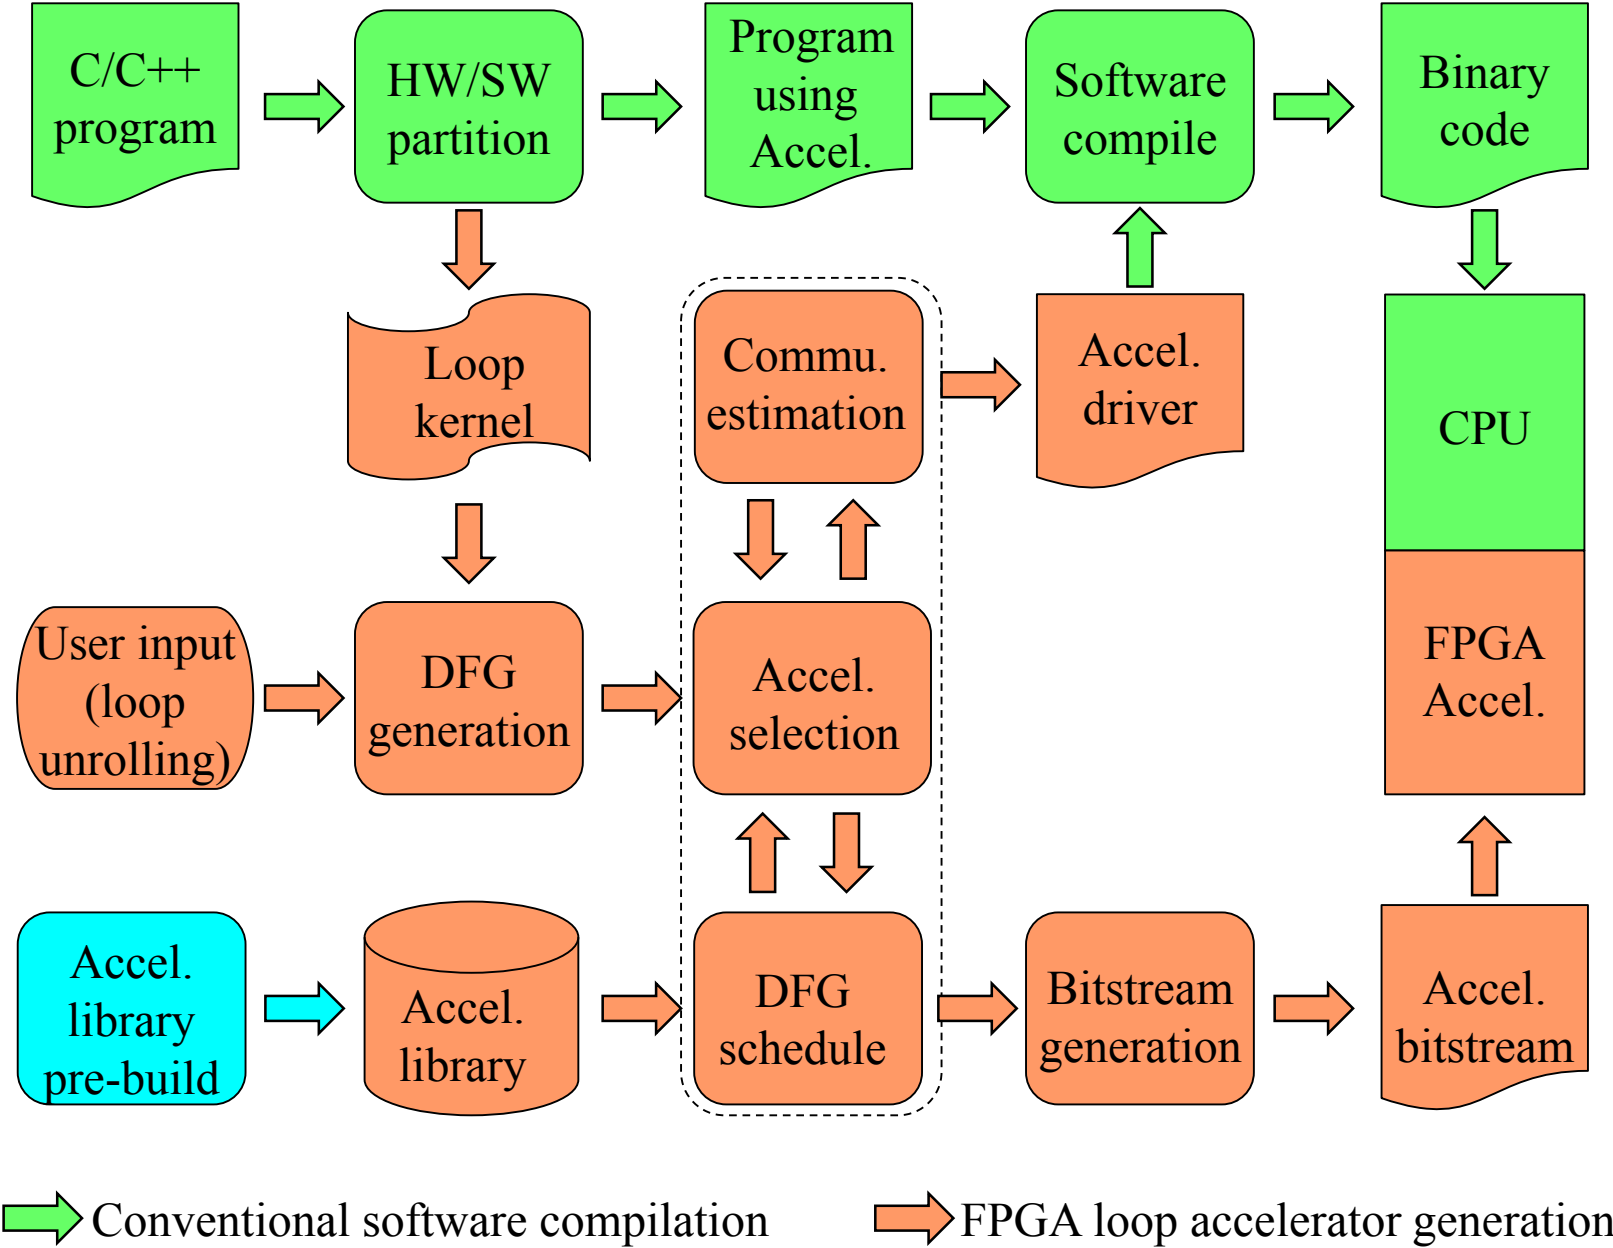 C/C++
program
HW/SW
partition
Program
using
Accel.
Software
compile
Binary
code
Loop
kernel
Commu.
estimation
Accel.
driver
CPU
User input
(loop
unrolling)
DFG
generation
Accel.
selection
FPGA
Accel.
Accel.
library
pre-build
Accel.
library
DFG
schedule
Bitstream
generation
Accel.
bitstream
Conventional software compilation
FPGA loop accelerator generation